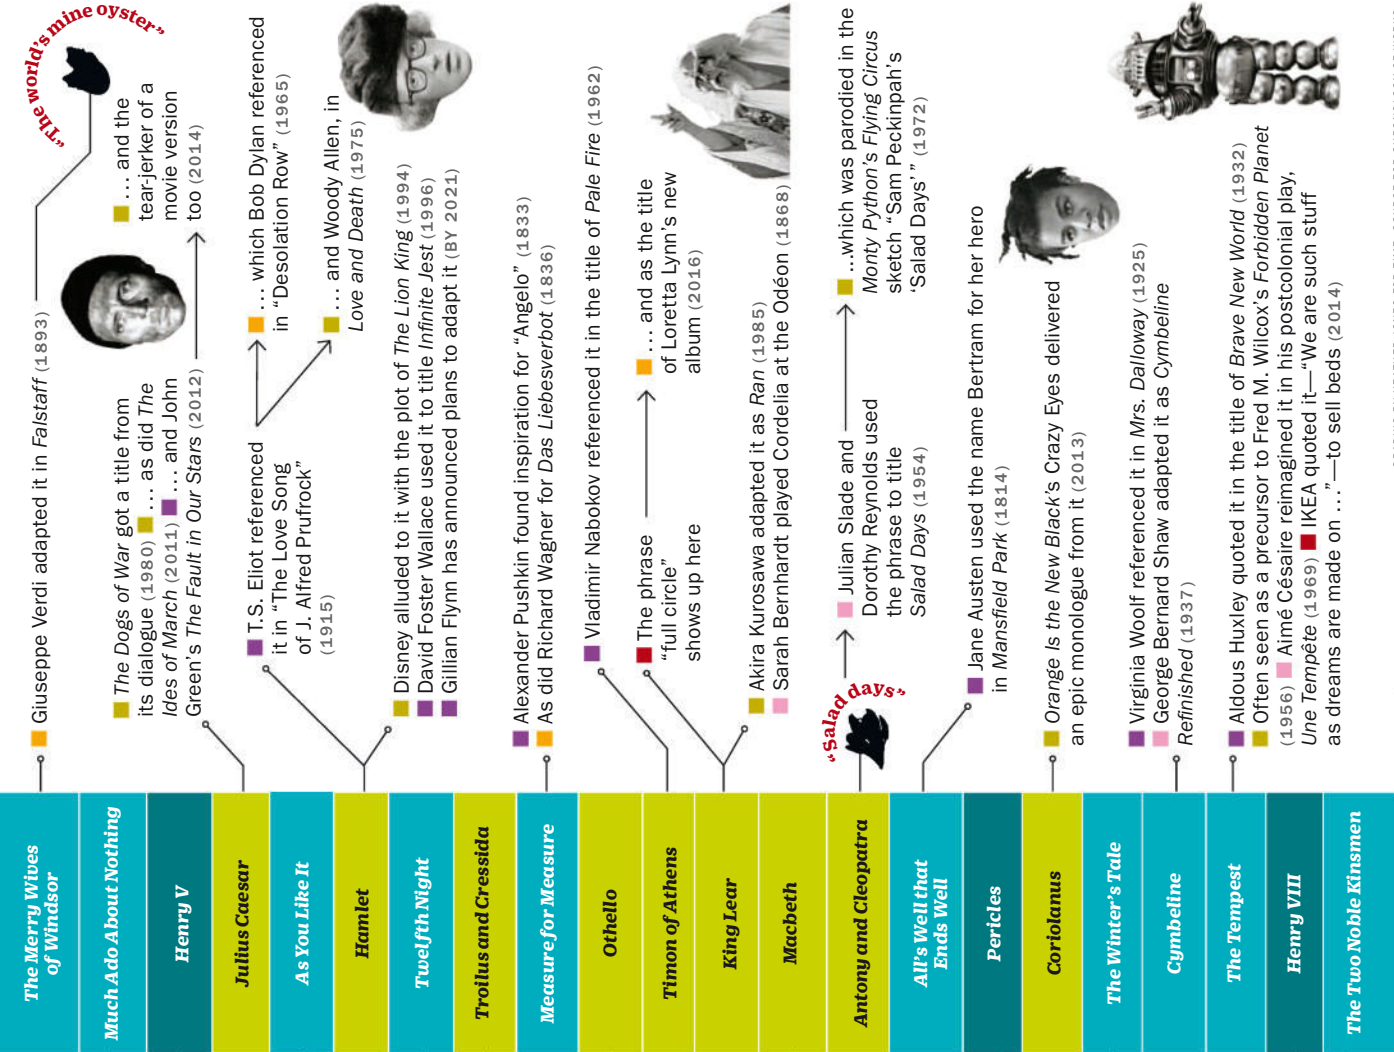 The Merry Wives
of Windsor
Much Ado About Nothing
Henry V
Julius Caesar
As You Like It
Hamlet
Twelfth Night
Troilus and Cressida
Measure for Measure
Othello
Timon of Athens
King Lear
Macbeth
Antony and Cleopatra
All's Well that
Ends Well
Pericles
Coriolanus
The Winter's Tale
Cymbeline
The Tempest
Henry VIII
The Two Noble Kinsmen
Giuseppe Verdi adapted it in Falstaff (1893)
"The world's mine oyster"
The Dogs of War got a title from
its dialogue (1980) ... as did The
Ides of March (2011) ... and John
Green's The Fault in Our Stars (2012)
... and the
tear-jerker of a
movie version
too (2014)
T.S. Eliot referenced
it in "The Love Song
of J. Alfred Prufrock"
(1915)
... which Bob Dylan referenced
in "Desolation Row" (1965)
... and Woody Allen, in
Love and Death (1975)
Disney alluded to it with the plot of The Lion King (1994)
David Foster Wallace used it to title Infinite Jest (1996)
Gillian Flynn has announced plans to adapt it (BY 2021)
Alexander Pushkin found inspiration for "Angelo" (1833)
As did Richard Wagner for Das Liebesverbot (1836)
Vladimir Nabokov referenced it in the title of Pale Fire (1962)
The phrase
"full circle"
shows up here
... and as the title
of Loretta Lynn's new
album (2016)
Akira Kurosawa adapted it as Ran (1985)
Sarah Bernhardt played Cordelia at the Odéon (1868)
"Salad days"
Julian Slade and
Dorothy Reynolds used
the phrase to title
Salad Days (1954)
...which was parodied in the
Monty Python's Flying Circus
sketch "Sam Peckinpah's
'Salad Days'" (1972)
Jane Austen used the name Bertram for her hero
in Mansfield Park (1814)
Orange Is the New Black's Crazy Eyes delivered
an epic monologue from it (2013)
Virginia Woolf referenced it in Mrs. Dalloway (1925)
George Bernard Shaw adapted it as Cymbeline
Refinished (1937)
Aldous Huxley quoted it in the title of Brave New World (1932)
Often seen as a precursor to Fred M. Wilcox's Forbidden Planet
(1956) Aimé Césaire reimagined it in his postcolonial play,
Une Tempête (1969) IKEA quoted it—"We are such stuff
as dreams are made on ..."—to sell beds (2014)